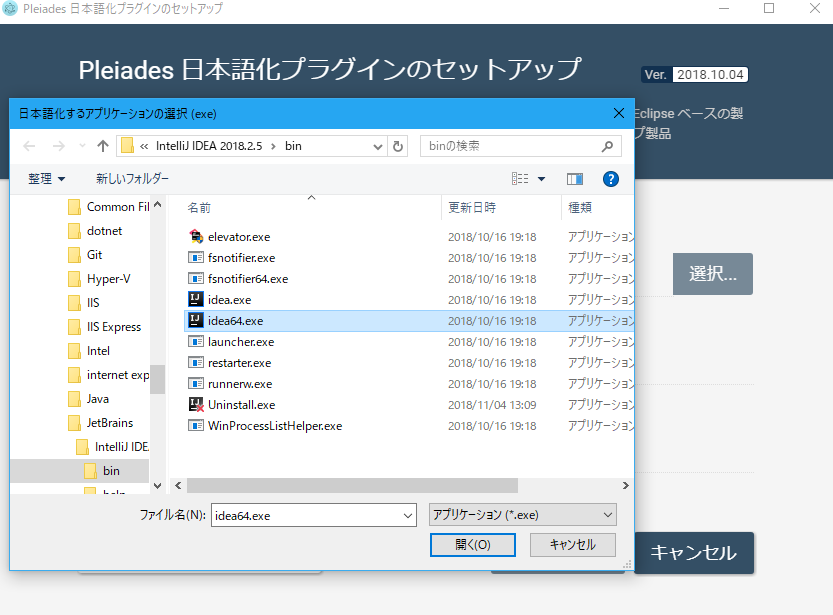 Pleiades 日本語化プラグインのセットアップ
Pleiades 日本語化プラグインのセットアップ
Ver. 2018.10.04
Eclipse ベースの製
プ製品
日本語化するアプリケーションの選択 (exe)
« IntelliJ IDEA 2018.2.5 › bin
binの検索
整理
新しいフォルダー
名前 更新日時 種類
Common Fil
dotnet
Git
Hyper-V
IIS
IIS Express
Intel
internet exp
Java
JetBrains
IntelliJ IDE
bin
help
elevator.exe 2018/10/16 19:18 アプリケーション
fsnotifier.exe 2018/10/16 19:18 アプリケーション
fsnotifier64.exe 2018/10/16 19:18 アプリケーション
idea.exe 2018/10/16 19:18 アプリケーション
idea64.exe 2018/10/16 19:18 アプリケーション
launcher.exe 2018/10/16 19:18 アプリケーション
restarter.exe 2018/10/16 19:18 アプリケーション
runnerw.exe 2018/10/16 19:18 アプリケーション
Uninstall.exe 2018/11/04 13:09 アプリケーション
WinProcessListHelper.exe 2018/10/16 19:18 アプリケーション
選択...
ファイル名(N): idea64.exe アプリケーション (*.exe)
開く(O) キャンセル
キャンセル